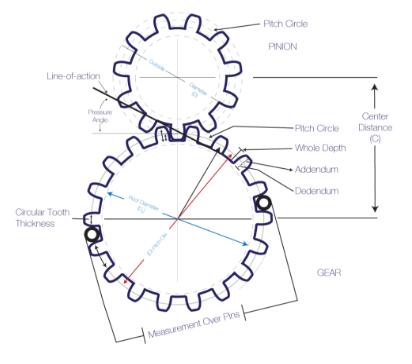 Pitch Circle
PINION
Outside
Diameter
(D)
Line-of-action
Pressure
Angle
Center
Distance
(C)
Pitch Circle
Whole Depth
Addendum
Dedendum
Root Diameter
Circular Tooth
Thickness
GEAR
Measurement Over Pins